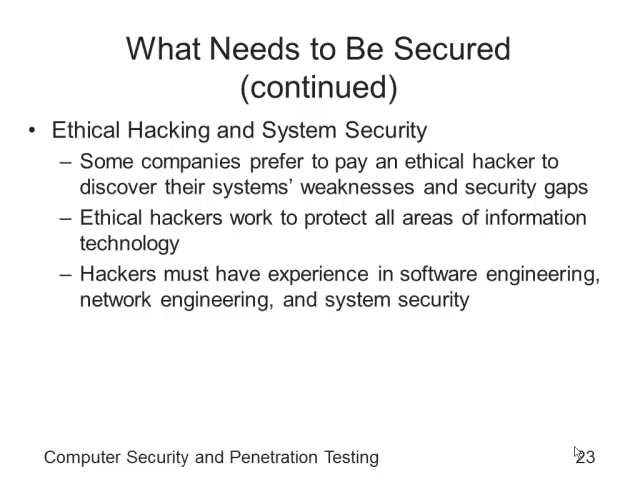 What Needs to Be Secured
(continued)
• Ethical Hacking and System Security
– Some companies prefer to pay an ethical hacker to
discover their systems' weaknesses and security gaps
– Ethical hackers work to protect all areas of information
technology
– Hackers must have experience in software engineering,
network engineering, and system security
Computer Security and Penetration Testing
23